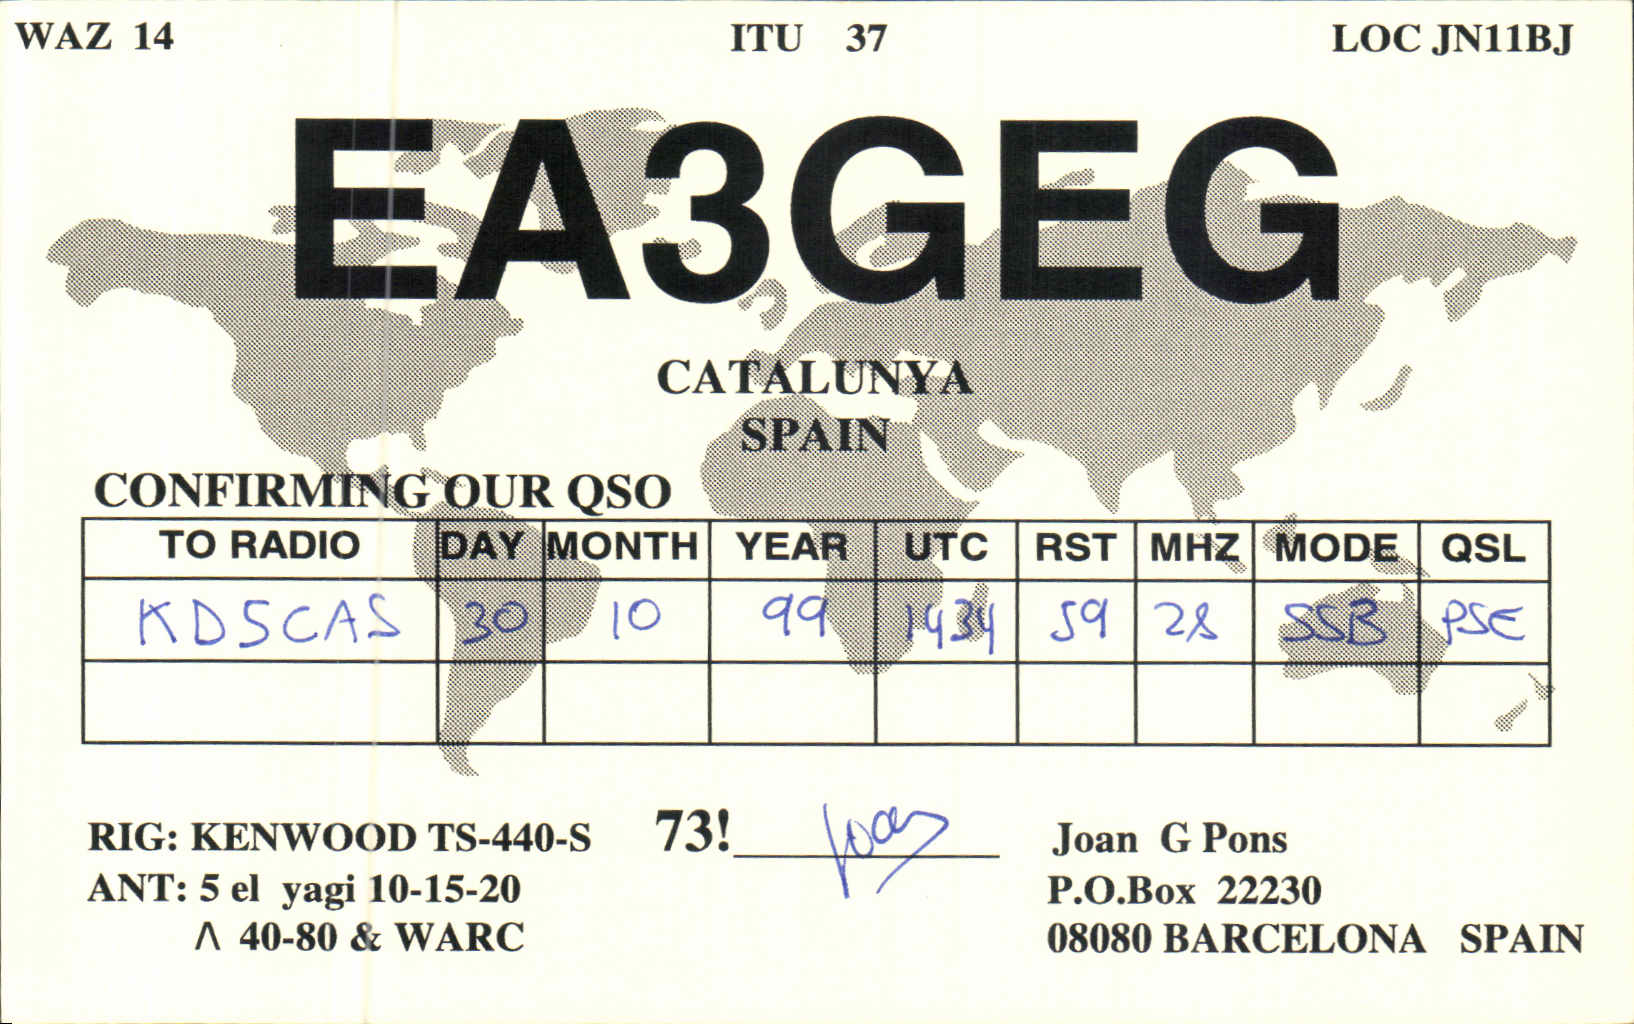 WAZ 14 ITU 37 LOC JN11BJ
EA3GEG
CATALUNYA
SPAIN
CONFIRMING OUR QSO
TO RADIO DAY MONTH YEAR UTC RST MHZ MODE QSL
KD5CAS 30 10 99 1434 59 28 SSB PSE
RIG: KENWOOD TS-440-S 73! Joan Joan G Pons
ANT: 5 el yagi 10-15-20 P.O.Box 22230
Λ 40-80 & WARC 08080 BARCELONA SPAIN